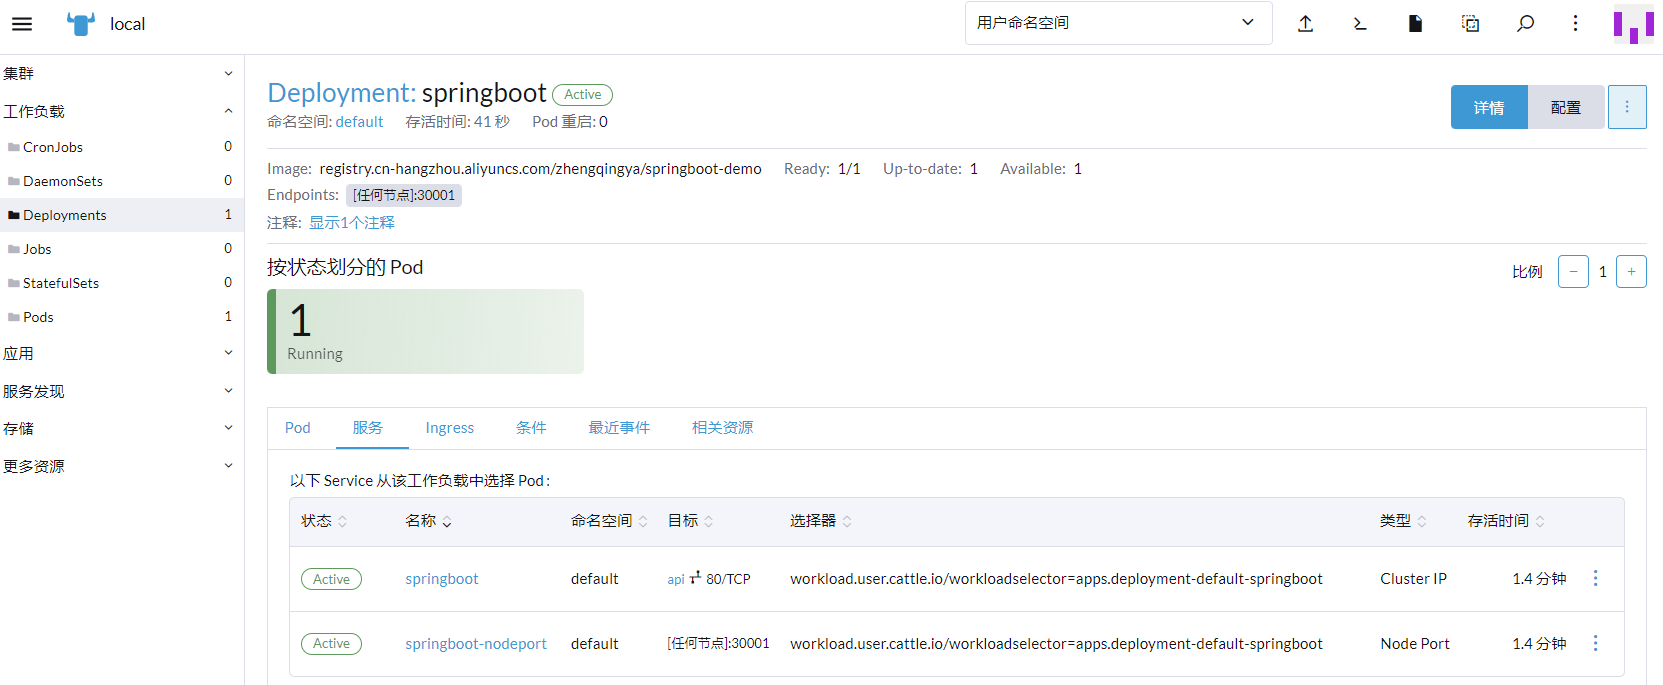 local
用户命名空间
集群
工作负载
CronJobs 0
DaemonSets 0
Deployments 1
Jobs 0
StatefulSets 0
Pods 1
应用
服务发现
存储
更多资源
Deployment: springboot Active
命名空间: default 存活时间: 41 秒 Pod 重启: 0
详情 配置
Image: registry.cn-hangzhou.aliyuncs.com/zhengqingya/springboot-demo Ready: 1/1 Up-to-date: 1 Available: 1
Endpoints: [任何节点]:30001
注释: 显示1个注释
按状态划分的 Pod
比例 − 1 +
1
Running
Pod 服务 Ingress 条件 最近事件 相关资源
以下 Service 从该工作负载中选择 Pod：
状态 名称 命名空间 目标 选择器 类型 存活时间
Active springboot default api 80/TCP workload.user.cattle.io/workloadselector=apps.deployment-default-springboot Cluster IP 1.4 分钟
Active springboot-nodeport default [任何节点]:30001 workload.user.cattle.io/workloadselector=apps.deployment-default-springboot Node Port 1.4 分钟